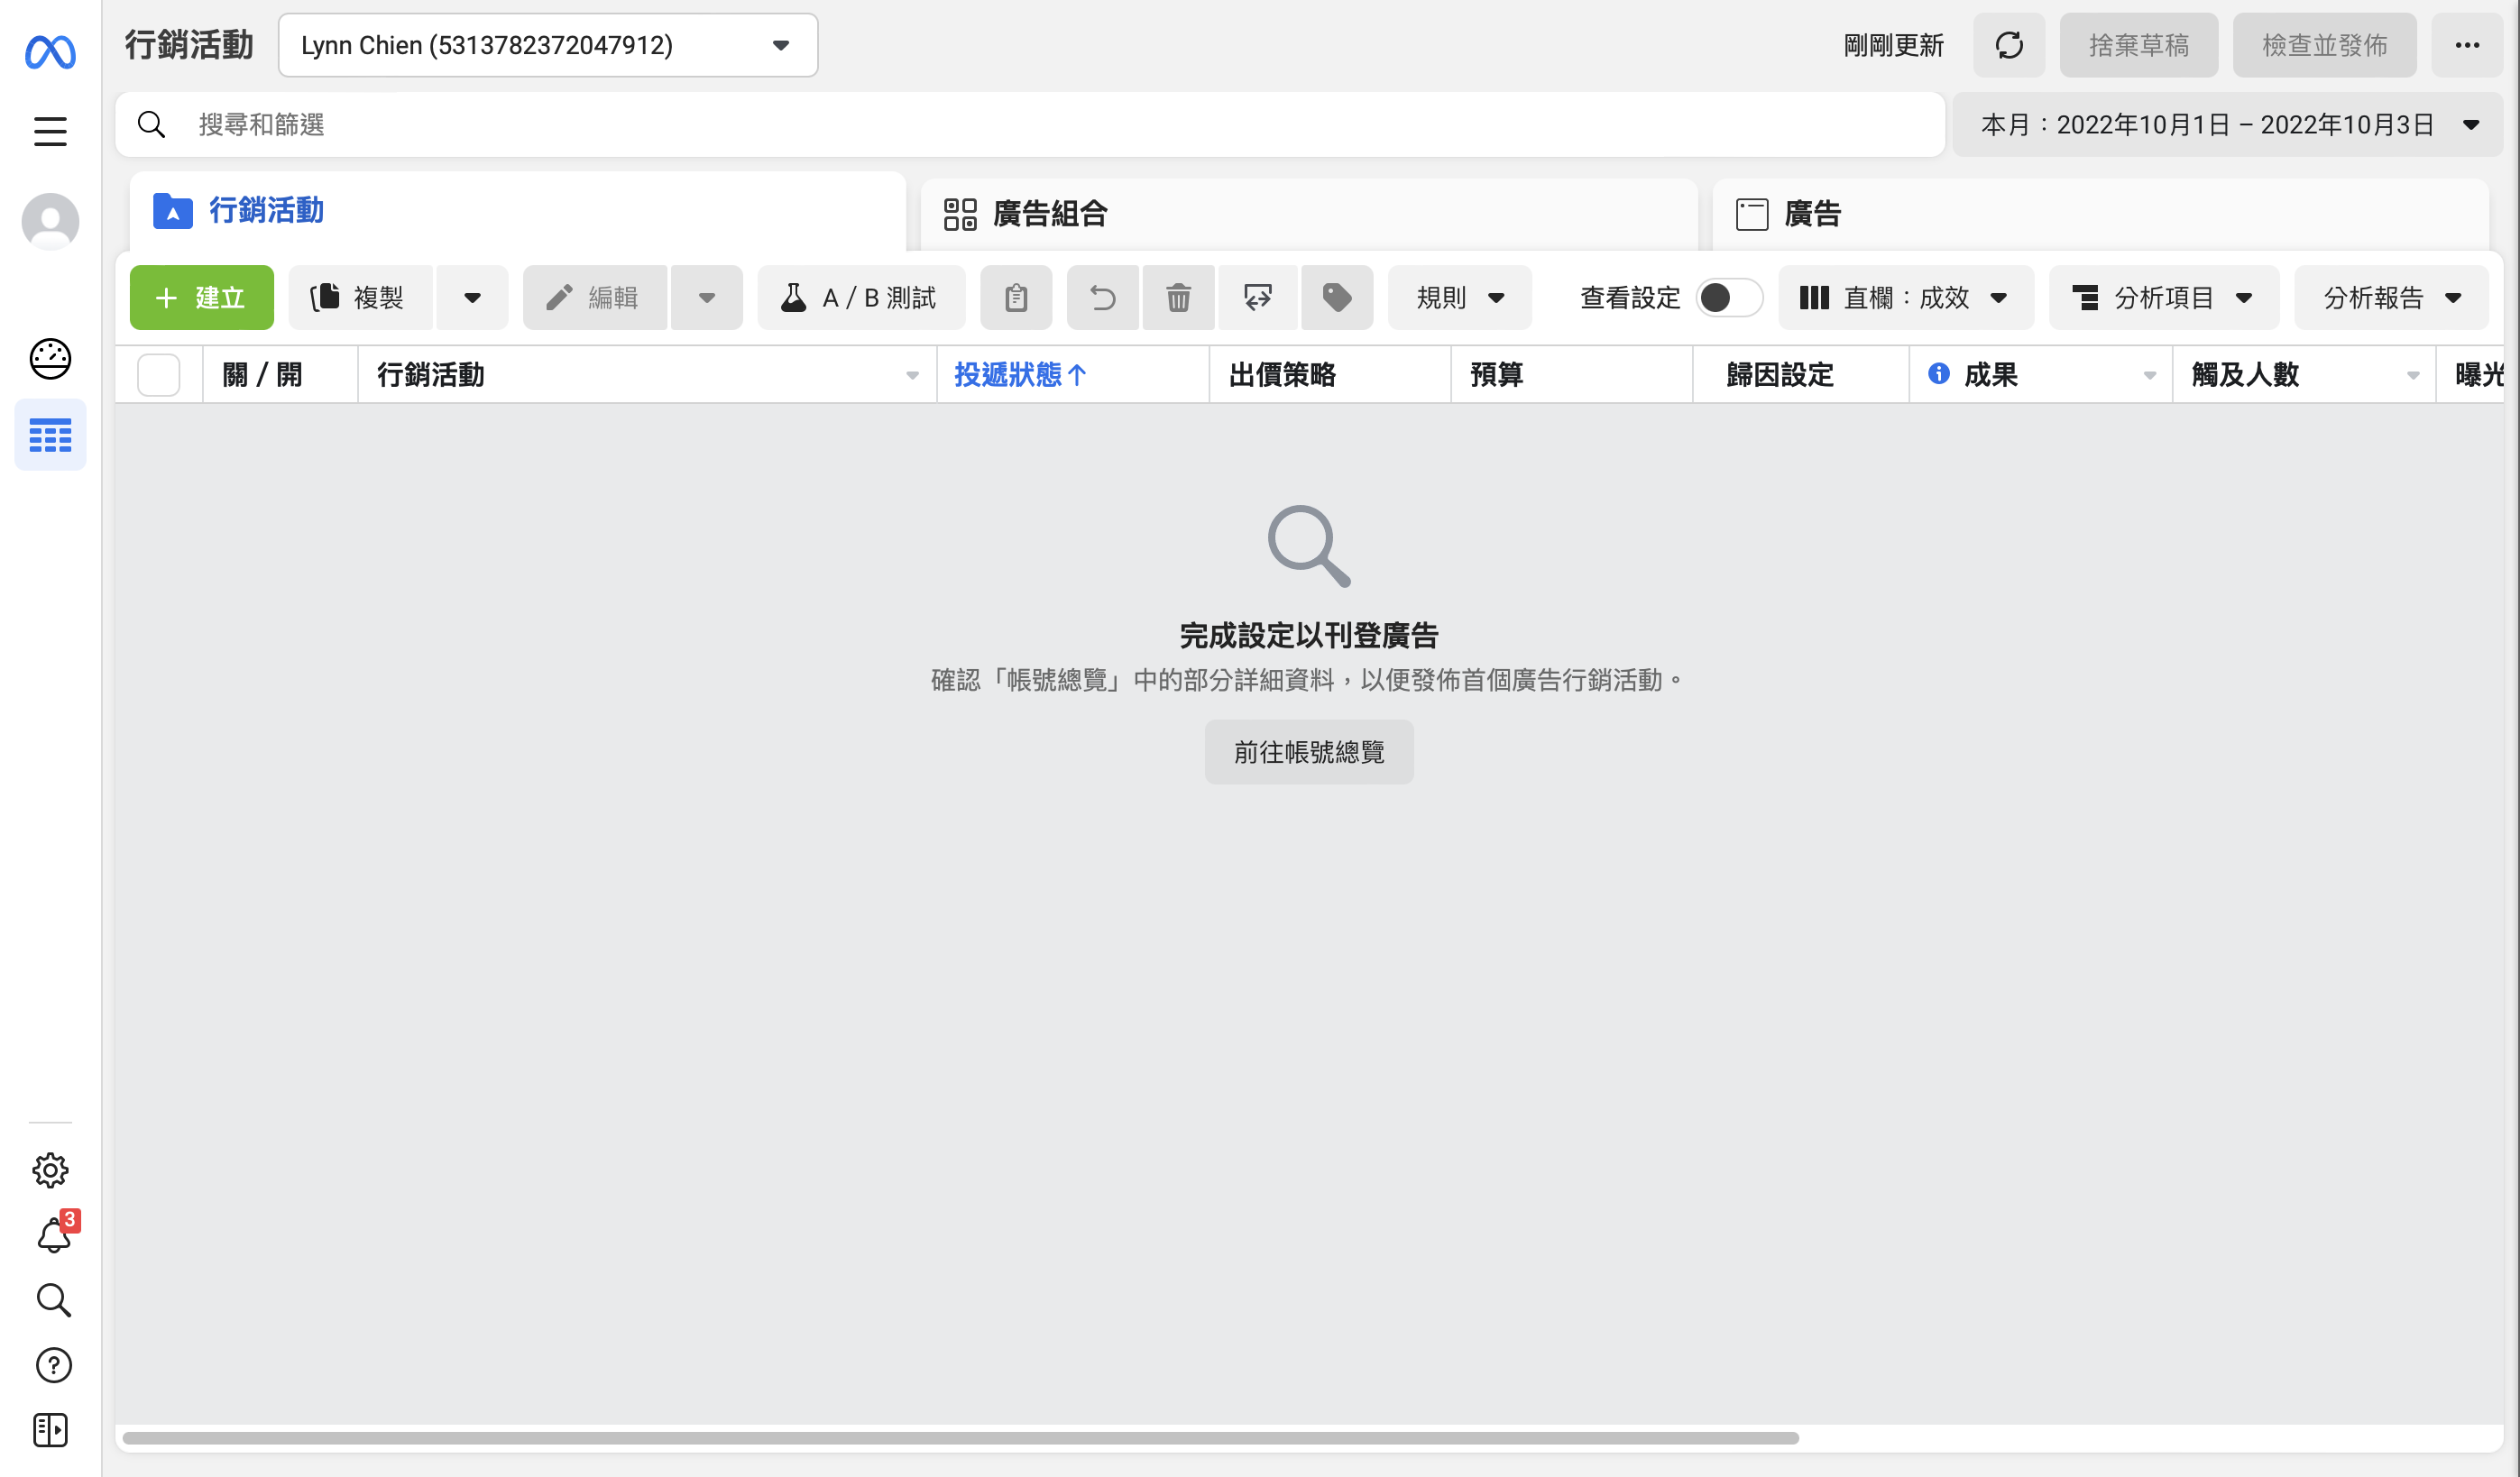 行銷活動
Lynn Chien (5313782372047912)
剛剛更新
捨棄草稿
檢查並發佈
搜尋和篩選
本月：2022年10月1日 – 2022年10月3日
行銷活動
廣告組合
廣告
建立
複製
編輯
A / B 測試
規則
查看設定
直欄：成效
分析項目
分析報告
關 / 開
行銷活動
投遞狀態↑
出價策略
預算
歸因設定
成果
觸及人數
曝光
完成設定以刊登廣告
確認「帳號總覽」中的部分詳細資料，以便發佈首個廣告行銷活動。
前往帳號總覽
3